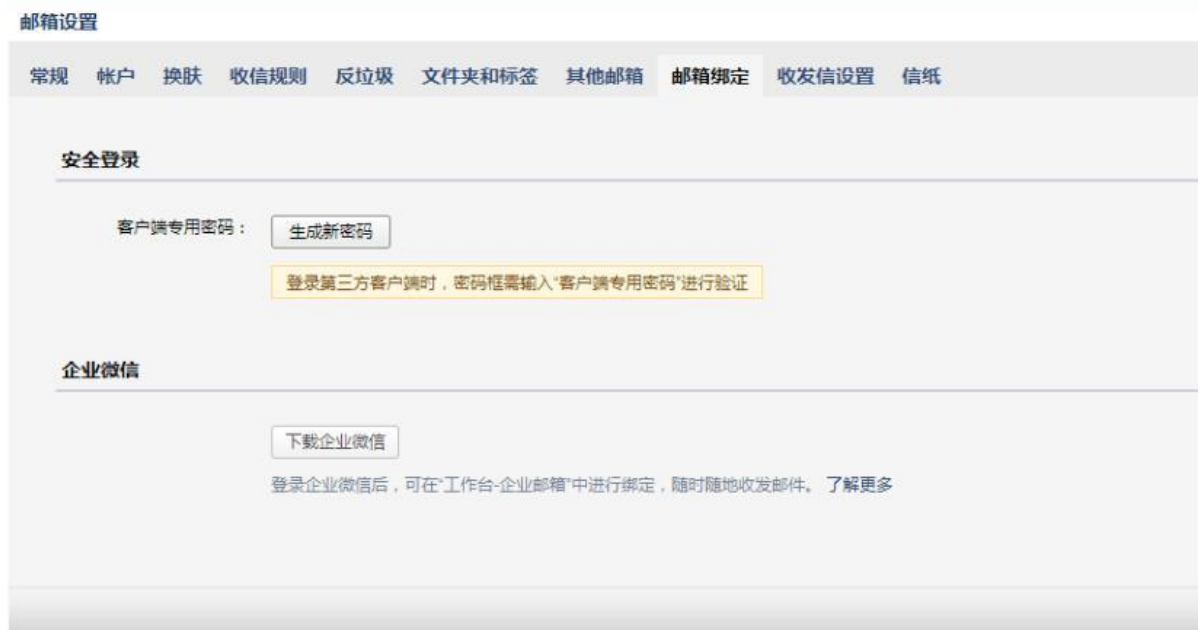 邮箱设置
常规 帐户 换肤 收信规则 反垃圾 文件夹和标签 其他邮箱 邮箱绑定 收发信设置 信纸
安全登录
客户端专用密码： 生成新密码
登录第三方客户端时，密码框需输入“客户端专用密码”进行验证
企业微信
下载企业微信
登录企业微信后，可在“工作台-企业邮箱”中进行绑定，随时随地收发邮件。 了解更多